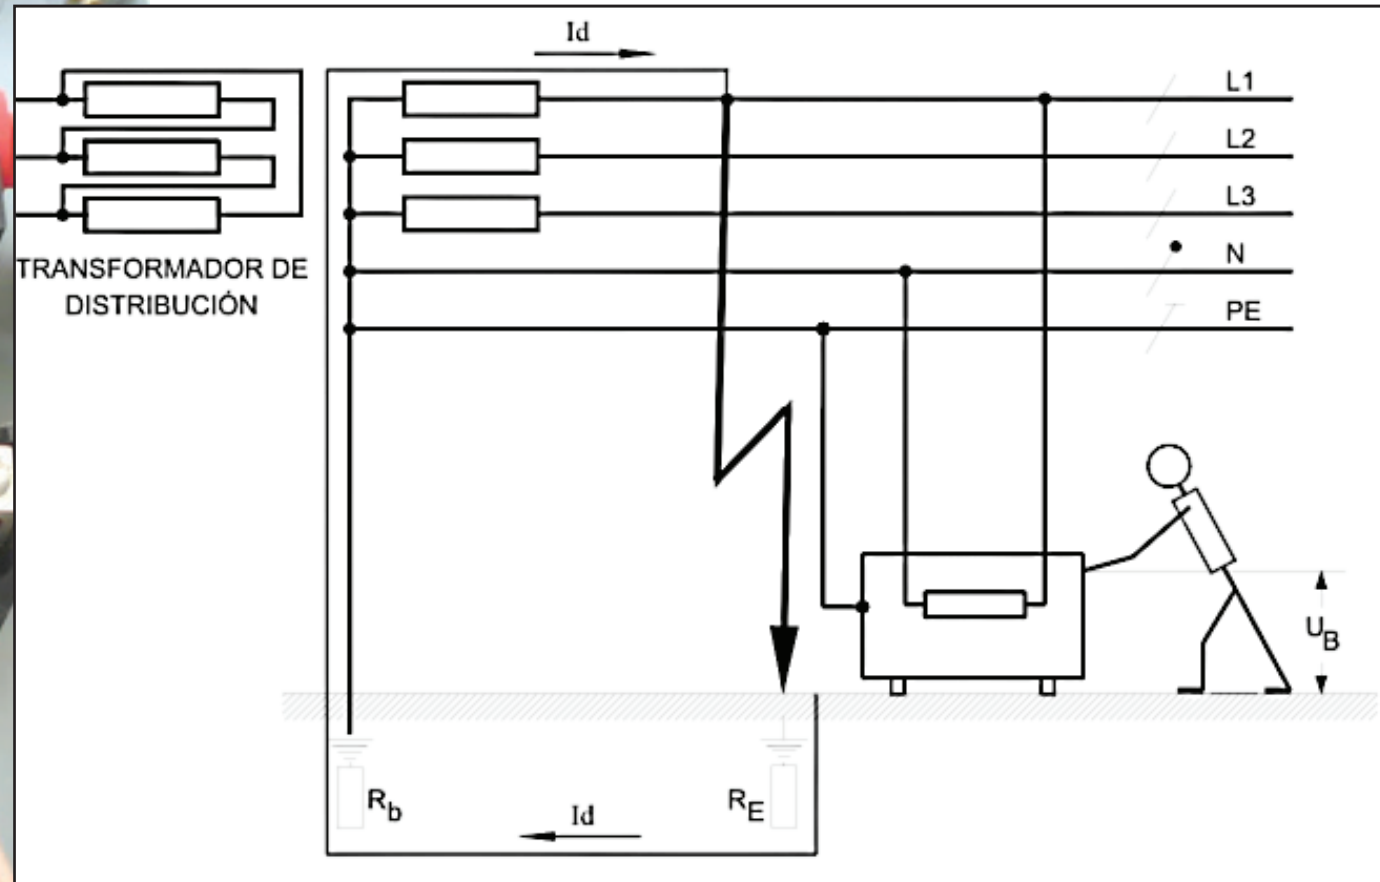 Id
L1
L2
L3
N
PE
TRANSFORMADOR DE
DISTRIBUCIÓN
UB
Rb
RE
Id